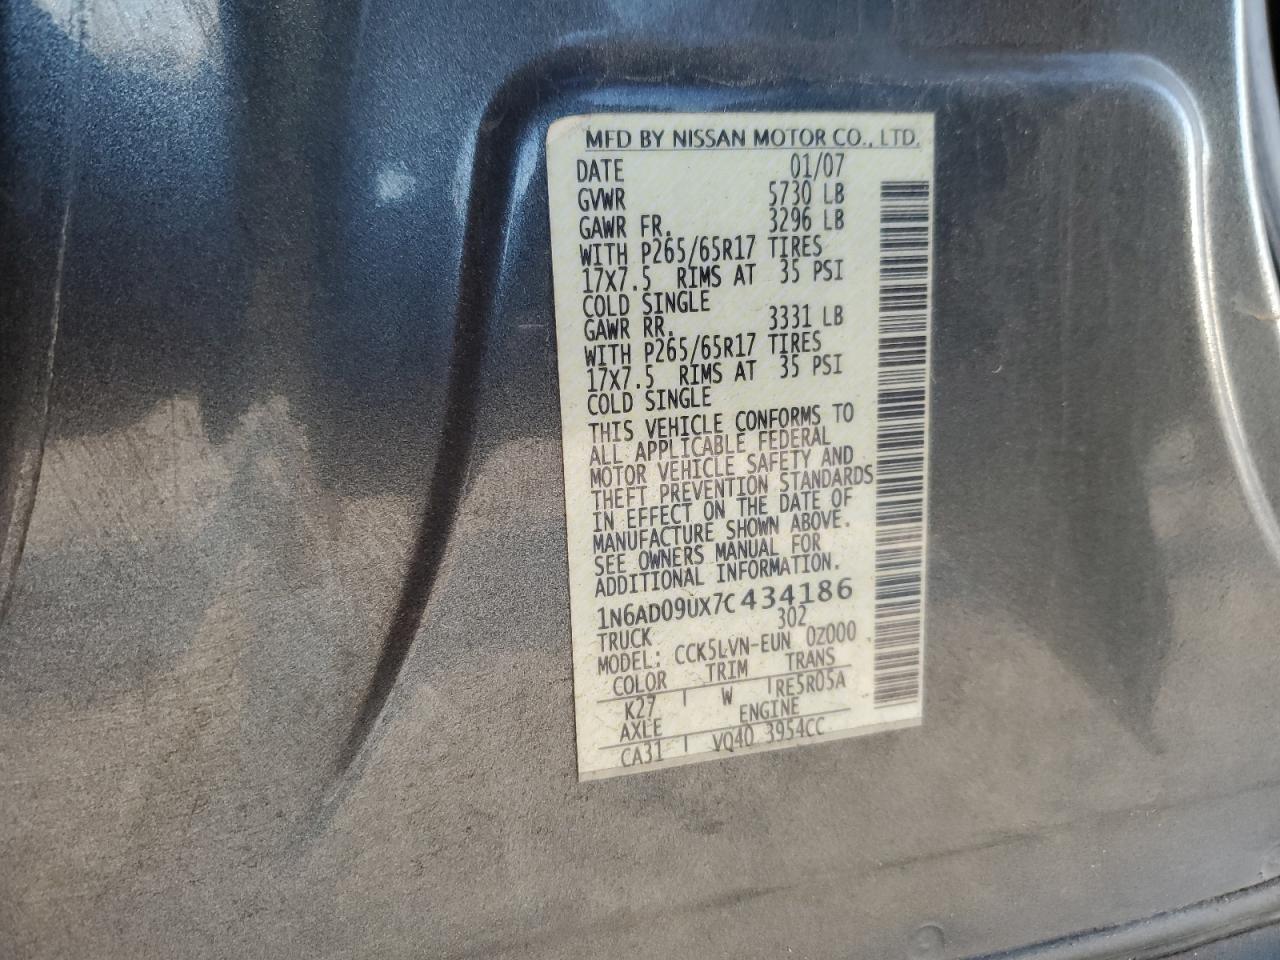 MFD BY NISSAN MOTOR CO., LTD.
DATE 01/07
GVWR 5730 LB
GAWR FR. 3296 LB
WITH P265/65R17 TIRES
17X7.5 RIMS AT 35 PSI
COLD SINGLE
GAWR RR. 3331 LB
WITH P265/65R17 TIRES
17X7.5 RIMS AT 35 PSI
COLD SINGLE
THIS VEHICLE CONFORMS TO
ALL APPLICABLE FEDERAL
MOTOR VEHICLE SAFETY AND
THEFT PREVENTION STANDARDS
IN EFFECT ON THE DATE OF
MANUFACTURE SHOWN ABOVE.
SEE OWNERS MANUAL FOR
ADDITIONAL INFORMATION.
1N6AD09UX7C434186
TRUCK 302
MODEL: CCK5LVN-EUN 0Z000
COLOR TRIM TRANS
K27 W RE5R05A
AXLE ENGINE
CA31 VQ40 3954CC